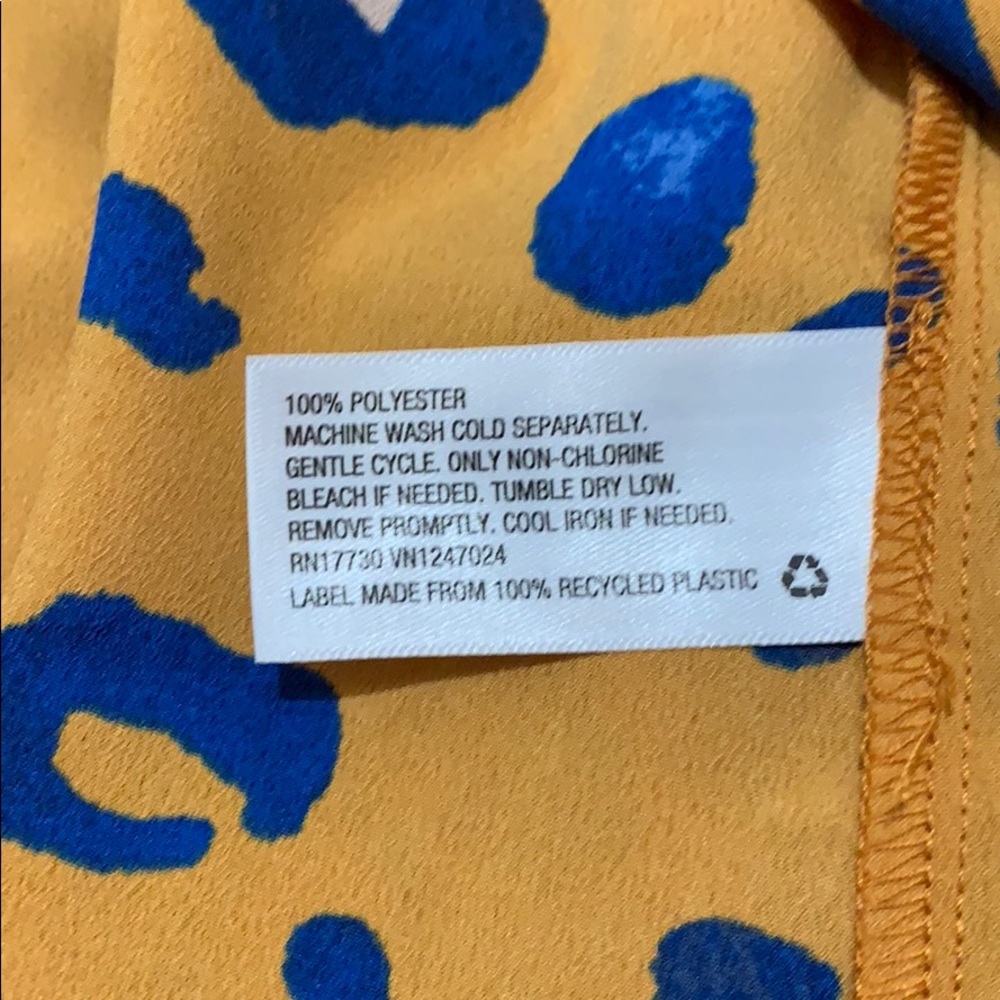 100% POLYESTER
MACHINE WASH COLD SEPARATELY.
GENTLE CYCLE. ONLY NON-CHLORINE
BLEACH IF NEEDED. TUMBLE DRY LOW.
REMOVE PROMPTLY. COOL IRON IF NEEDED.
RN17730 VN1247024
LABEL MADE FROM 100% RECYCLED PLASTIC